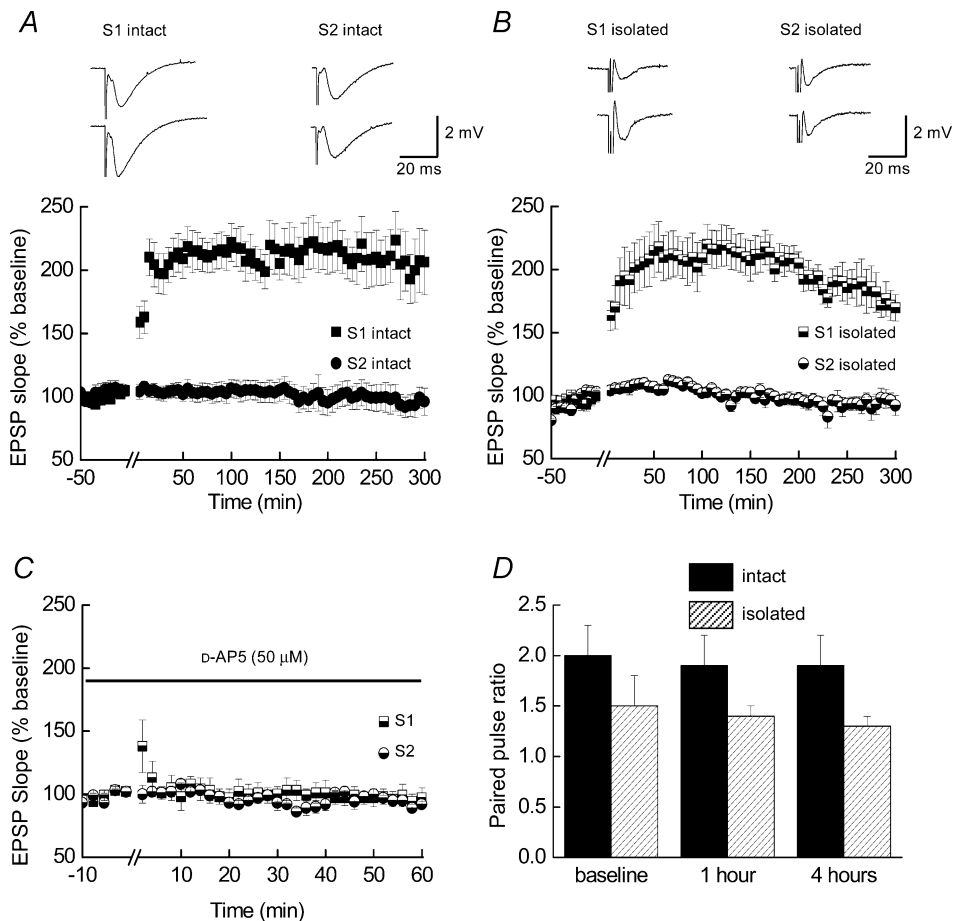 A
S1 intact
S2 intact
2 mV
20 ms
EPSP slope (% baseline)
250
200
150
100
50
S1 intact
S2 intact
-50
50
100
150
200
250
300
Time (min)
B
S1 isolated
S2 isolated
2 mV
20 ms
EPSP slope (% baseline)
250
200
150
100
50
S1 isolated
S2 isolated
-50
50
100
150
200
250
300
Time (min)
C
EPSP Slope (% baseline)
250
200
150
100
50
D-AP5 (50 μM)
S1
S2
-10
10
20
30
40
50
60
Time (min)
D
intact
isolated
Paired pulse ratio
2.5
2.0
1.5
1.0
0.5
0.0
baseline
1 hour
4 hours